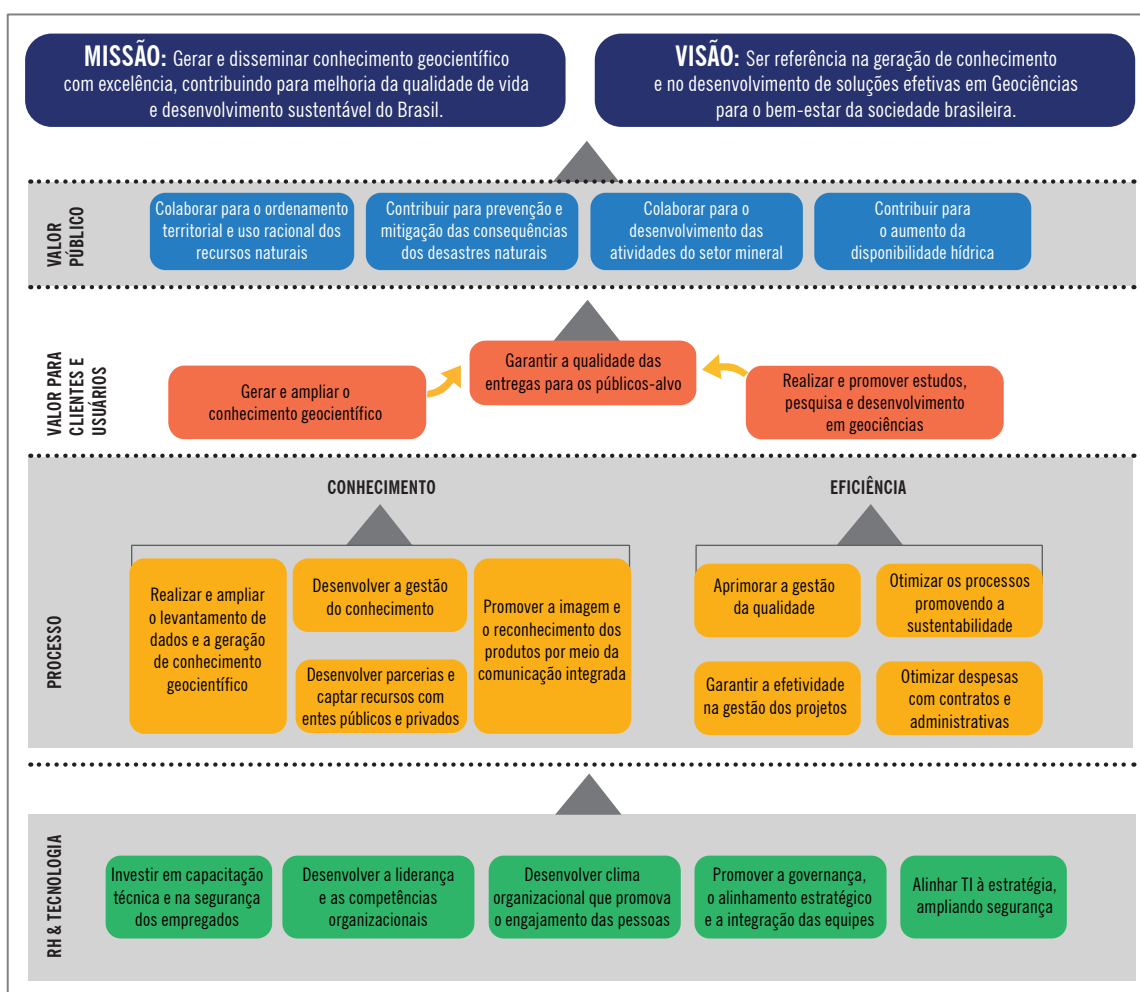 MISSÃO: Gerar e disseminar conhecimento geocientífico
com excelência, contribuindo para melhoria da qualidade de vida
e desenvolvimento sustentável do Brasil.
VISÃO: Ser referência na geração de conhecimento
e no desenvolvimento de soluções efetivas em Geociências
para o bem-estar da sociedade brasileira.
VALOR
PÚBLICO
Colaborar para o ordenamento
territorial e uso racional dos
recursos naturais
Contribuir para prevenção e
mitigação das consequências
dos desastres naturais
Colaborar para o
desenvolvimento das
atividades do setor mineral
Contribuir para
o aumento da
disponibilidade hídrica
VALOR PARA
CLIENTES E
USUÁRIOS
Gerar e ampliar o
conhecimento geocientífico
Garantir a qualidade das
entregas para os públicos-alvo
Realizar e promover estudos,
pesquisa e desenvolvimento
em geociências
PROCESSO
CONHECIMENTO
Realizar e ampliar
o levantamento de
dados e a geração
de conhecimento
geocientífico
Desenvolver a gestão
do conhecimento
Desenvolver parcerias e
captar recursos com
entes públicos e privados
Promover a imagem e
o reconhecimento dos
produtos por meio da
comunicação integrada
EFICIÊNCIA
Aprimorar a gestão
da qualidade
Otimizar os processos
promovendo a
sustentabilidade
Garantir a efetividade
na gestão dos projetos
Otimizar despesas
com contratos e
administrativas
RH & TECNOLOGIA
Investir em capacitação
técnica e na segurança
dos empregados
Desenvolver a liderança
e as competências
organizacionais
Desenvolver clima
organizacional que promova
o engajamento das pessoas
Promover a governança,
o alinhamento estratégico
e a integração das equipes
Alinhar TI à estratégia,
ampliando segurança